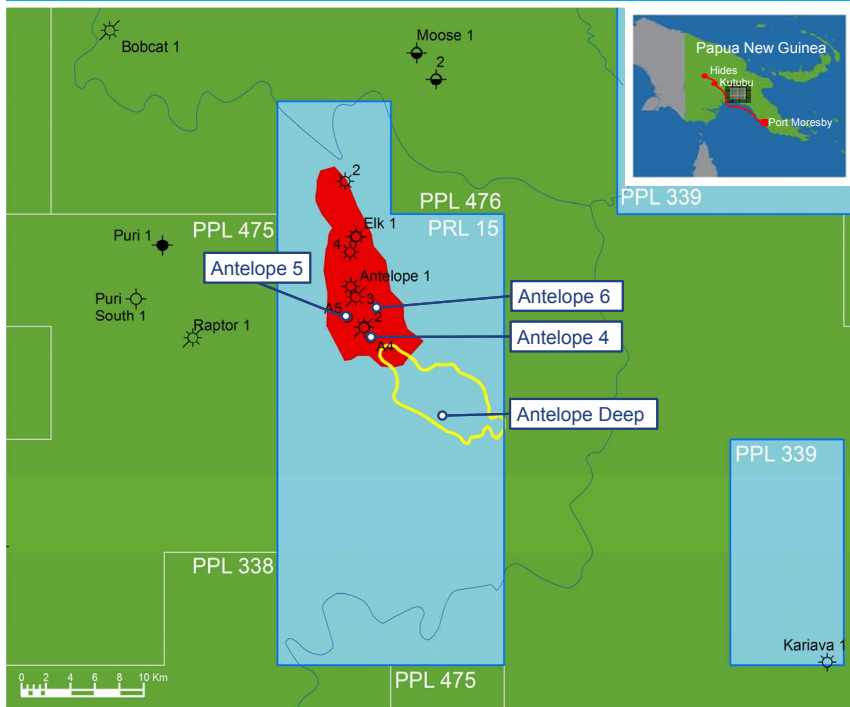 Bobcat 1
Moose 1
2
Papua New Guinea
Hides
Kutubu
Port Moresby
2
PPL 476
PPL 339
PPL 475
Elk 1
PRL 15
Puri 1
4
Antelope 5
Antelope 1
Puri
South 1
3
Antelope 6
A5
Raptor 1
2
Antelope 4
A4
Antelope Deep
PPL 339
PPL 338
Kariava 1
PPL 475
0 2 4 6 8 10 Km